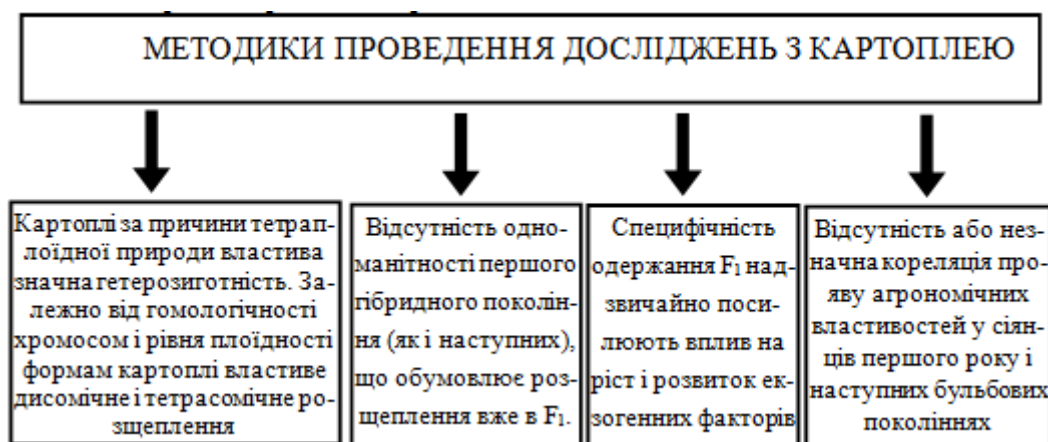 МЕТОДИКИ ПРОВЕДЕННЯ ДОСЛІДЖЕНЬ З КАРТОПЛЕЮ
Картоплі за причини тетрап-
лоїдної природи властива
значна гетерозиготність. За-
лежно від гомологічності
хромосом і рівня плоїдності
формам картоплі властиве
дисомічне і тетрасомічне ро-
зщеплення
Відсутність одно-
манітності першого
гібридного поколін-
ня (як і наступних),
що обумовлює роз-
щеплення вже в F₁.
Специфічність
одержання F₁ над-
звичайно поси-
люють вплив на
ріст і розвиток ек-
зогенних факторів
Відсутність або нез-
начна кореляція про-
яву агрономічних
властивостей у сіян-
ців першого року і
наступних бульбових
поколіннях